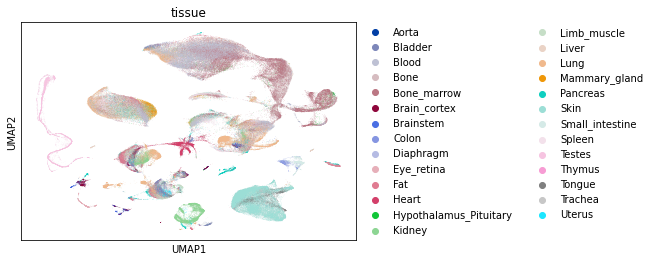 tissue
UMAP2
UMAP1
Aorta
Bladder
Blood
Bone
Bone_marrow
Brain_cortex
Brainstem
Colon
Diaphragm
Eye_retina
Fat
Heart
Hypothalamus_Pituitary
Kidney
Limb_muscle
Liver
Lung
Mammary_gland
Pancreas
Skin
Small_intestine
Spleen
Testes
Thymus
Tongue
Trachea
Uterus